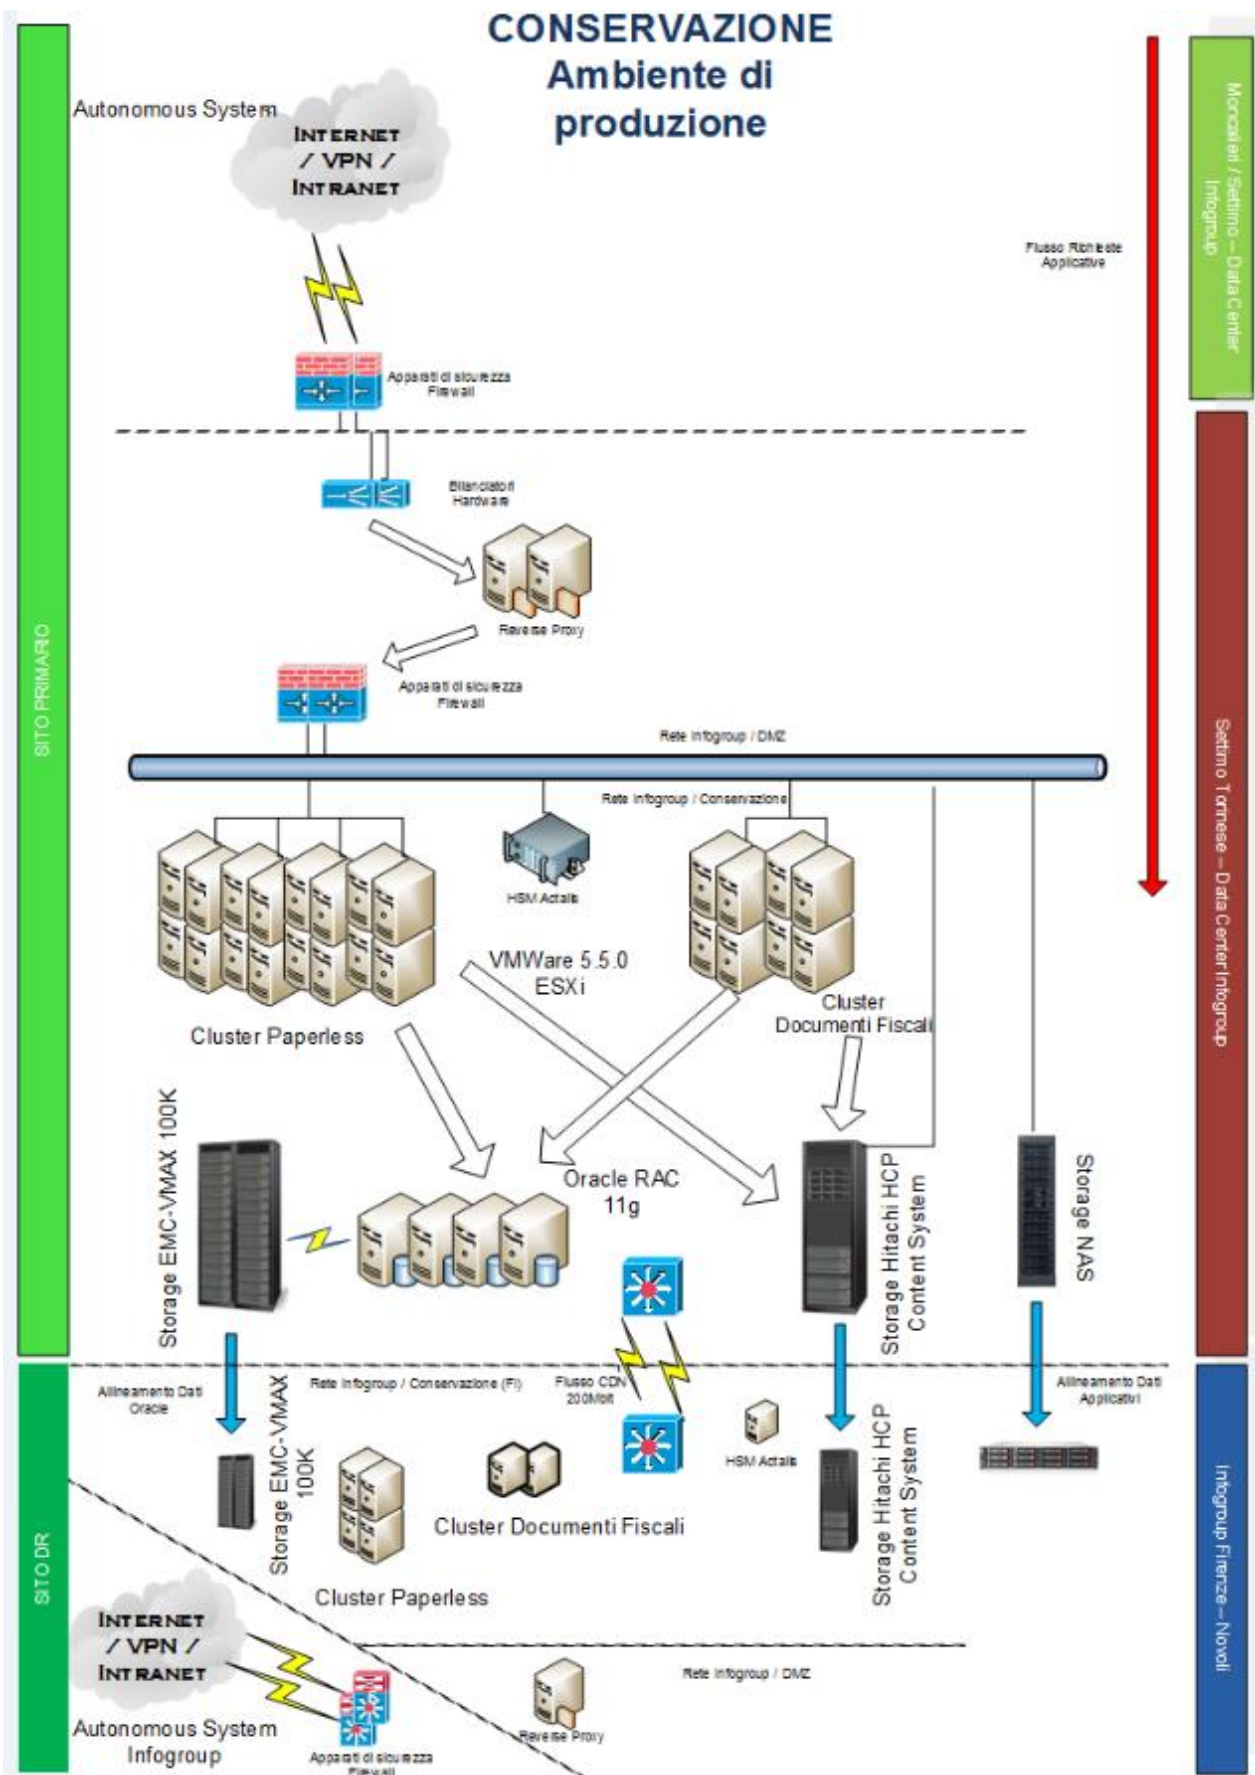 CONSERVAZIONE
Ambiente di
produzione
Autonomous System
INTERNET
/ VPN /
INTRANET
Flusso Richieste
Applicative
Moncalieri / Settimo – Data Center
Infogroup
Apparati di sicurezza
Firewall
Bilanciatori
Hardware
Reverse Proxy
Apparati di sicurezza
Firewall
SITO PRIMARIO
Rete Infogroup / DMZ
Rete Infogroup / Conservazione
HSM Actalis
VMWare 5.5.0
ESXi
Cluster Paperless
Cluster
Documenti Fiscali
Settimo Torinese – Data Center Infogroup
Storage EMC-VMAX 100K
Oracle RAC
11g
Storage Hitachi HCP
Content System
Storage NAS
Allineamento Dati
Oracle
Rete Infogroup / Conservazione (FI)
Flusso CDN
200Mbit
Allineamento Dati
Applicativi
Storage EMC-VMAX
100K
HSM Actalis
Storage Hitachi HCP
Content System
Cluster Documenti Fiscali
Cluster Paperless
SITO DR
Infogroup Firenze – Novoli
INTERNET
/ VPN /
INTRANET
Rete Infogroup / DMZ
Autonomous System
Infogroup
Reverse Proxy
Apparati di sicurezza
Firewall